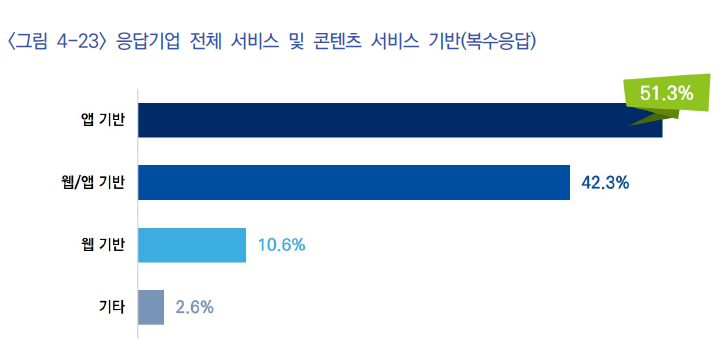 〈그림 4-23〉 응답기업 전체 서비스 및 콘텐츠 서비스 기반(복수응답)
앱 기반 51.3%
웹/앱 기반 42.3%
웹 기반 10.6%
기타 2.6%